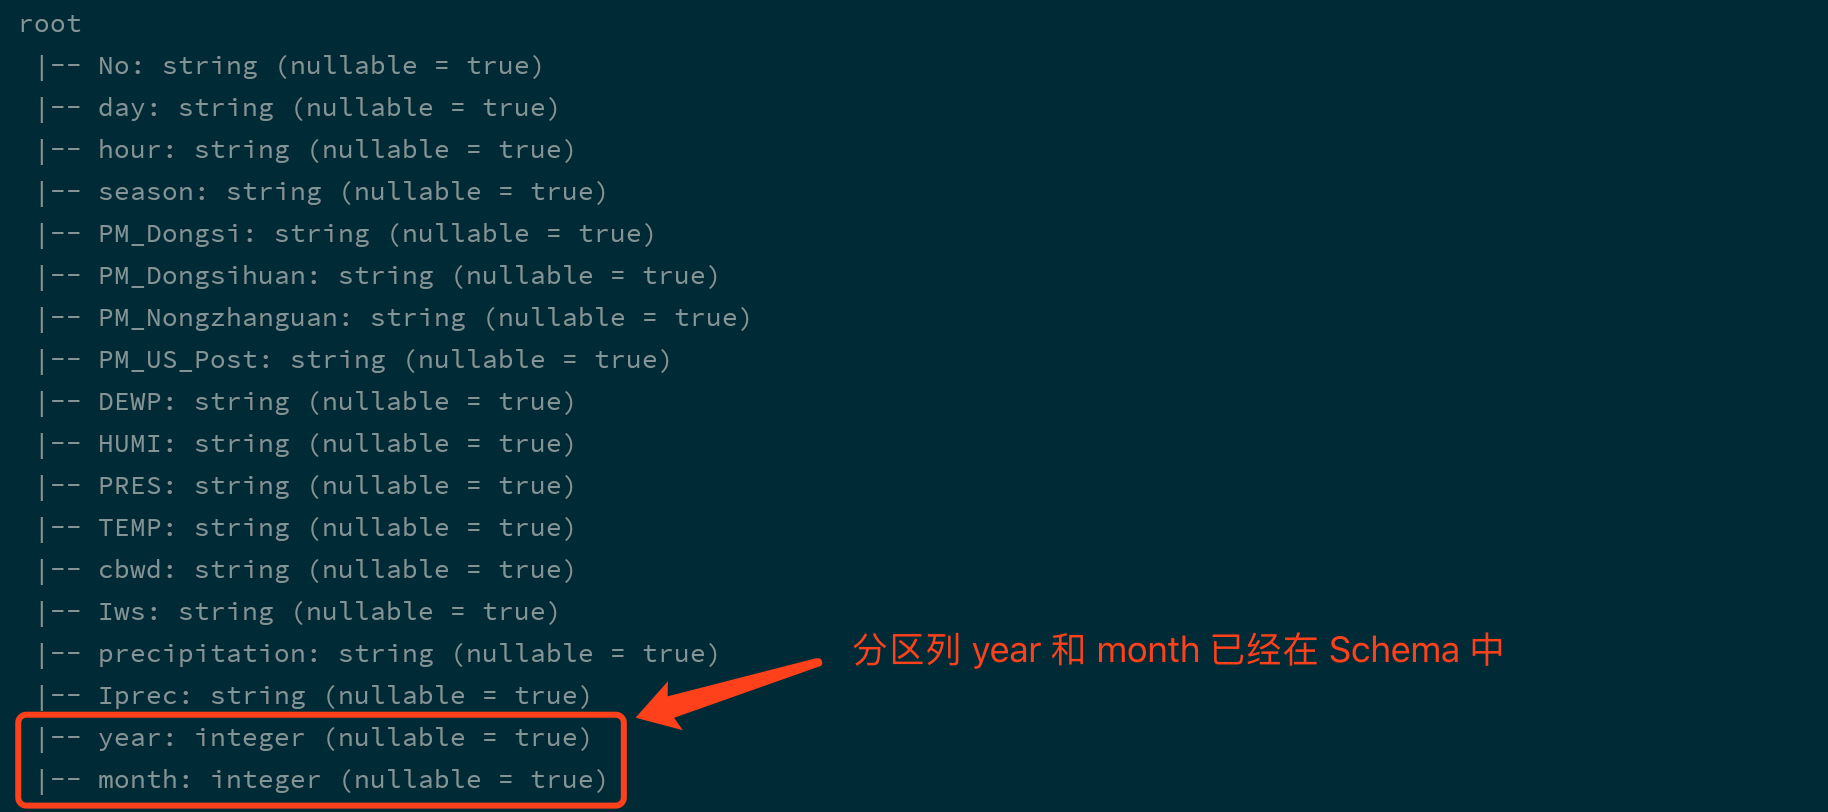 root
 |-- No: string (nullable = true)
 |-- day: string (nullable = true)
 |-- hour: string (nullable = true)
 |-- season: string (nullable = true)
 |-- PM_Dongsi: string (nullable = true)
 |-- PM_Dongsihuan: string (nullable = true)
 |-- PM_Nongzhanguan: string (nullable = true)
 |-- PM_US_Post: string (nullable = true)
 |-- DEWP: string (nullable = true)
 |-- HUMI: string (nullable = true)
 |-- PRES: string (nullable = true)
 |-- TEMP: string (nullable = true)
 |-- cbwd: string (nullable = true)
 |-- Iws: string (nullable = true)
 |-- precipitation: string (nullable = true)
 |-- Iprec: string (nullable = true)
 |-- year: integer (nullable = true)
 |-- month: integer (nullable = true)
分区列 year 和 month 已经在 Schema 中